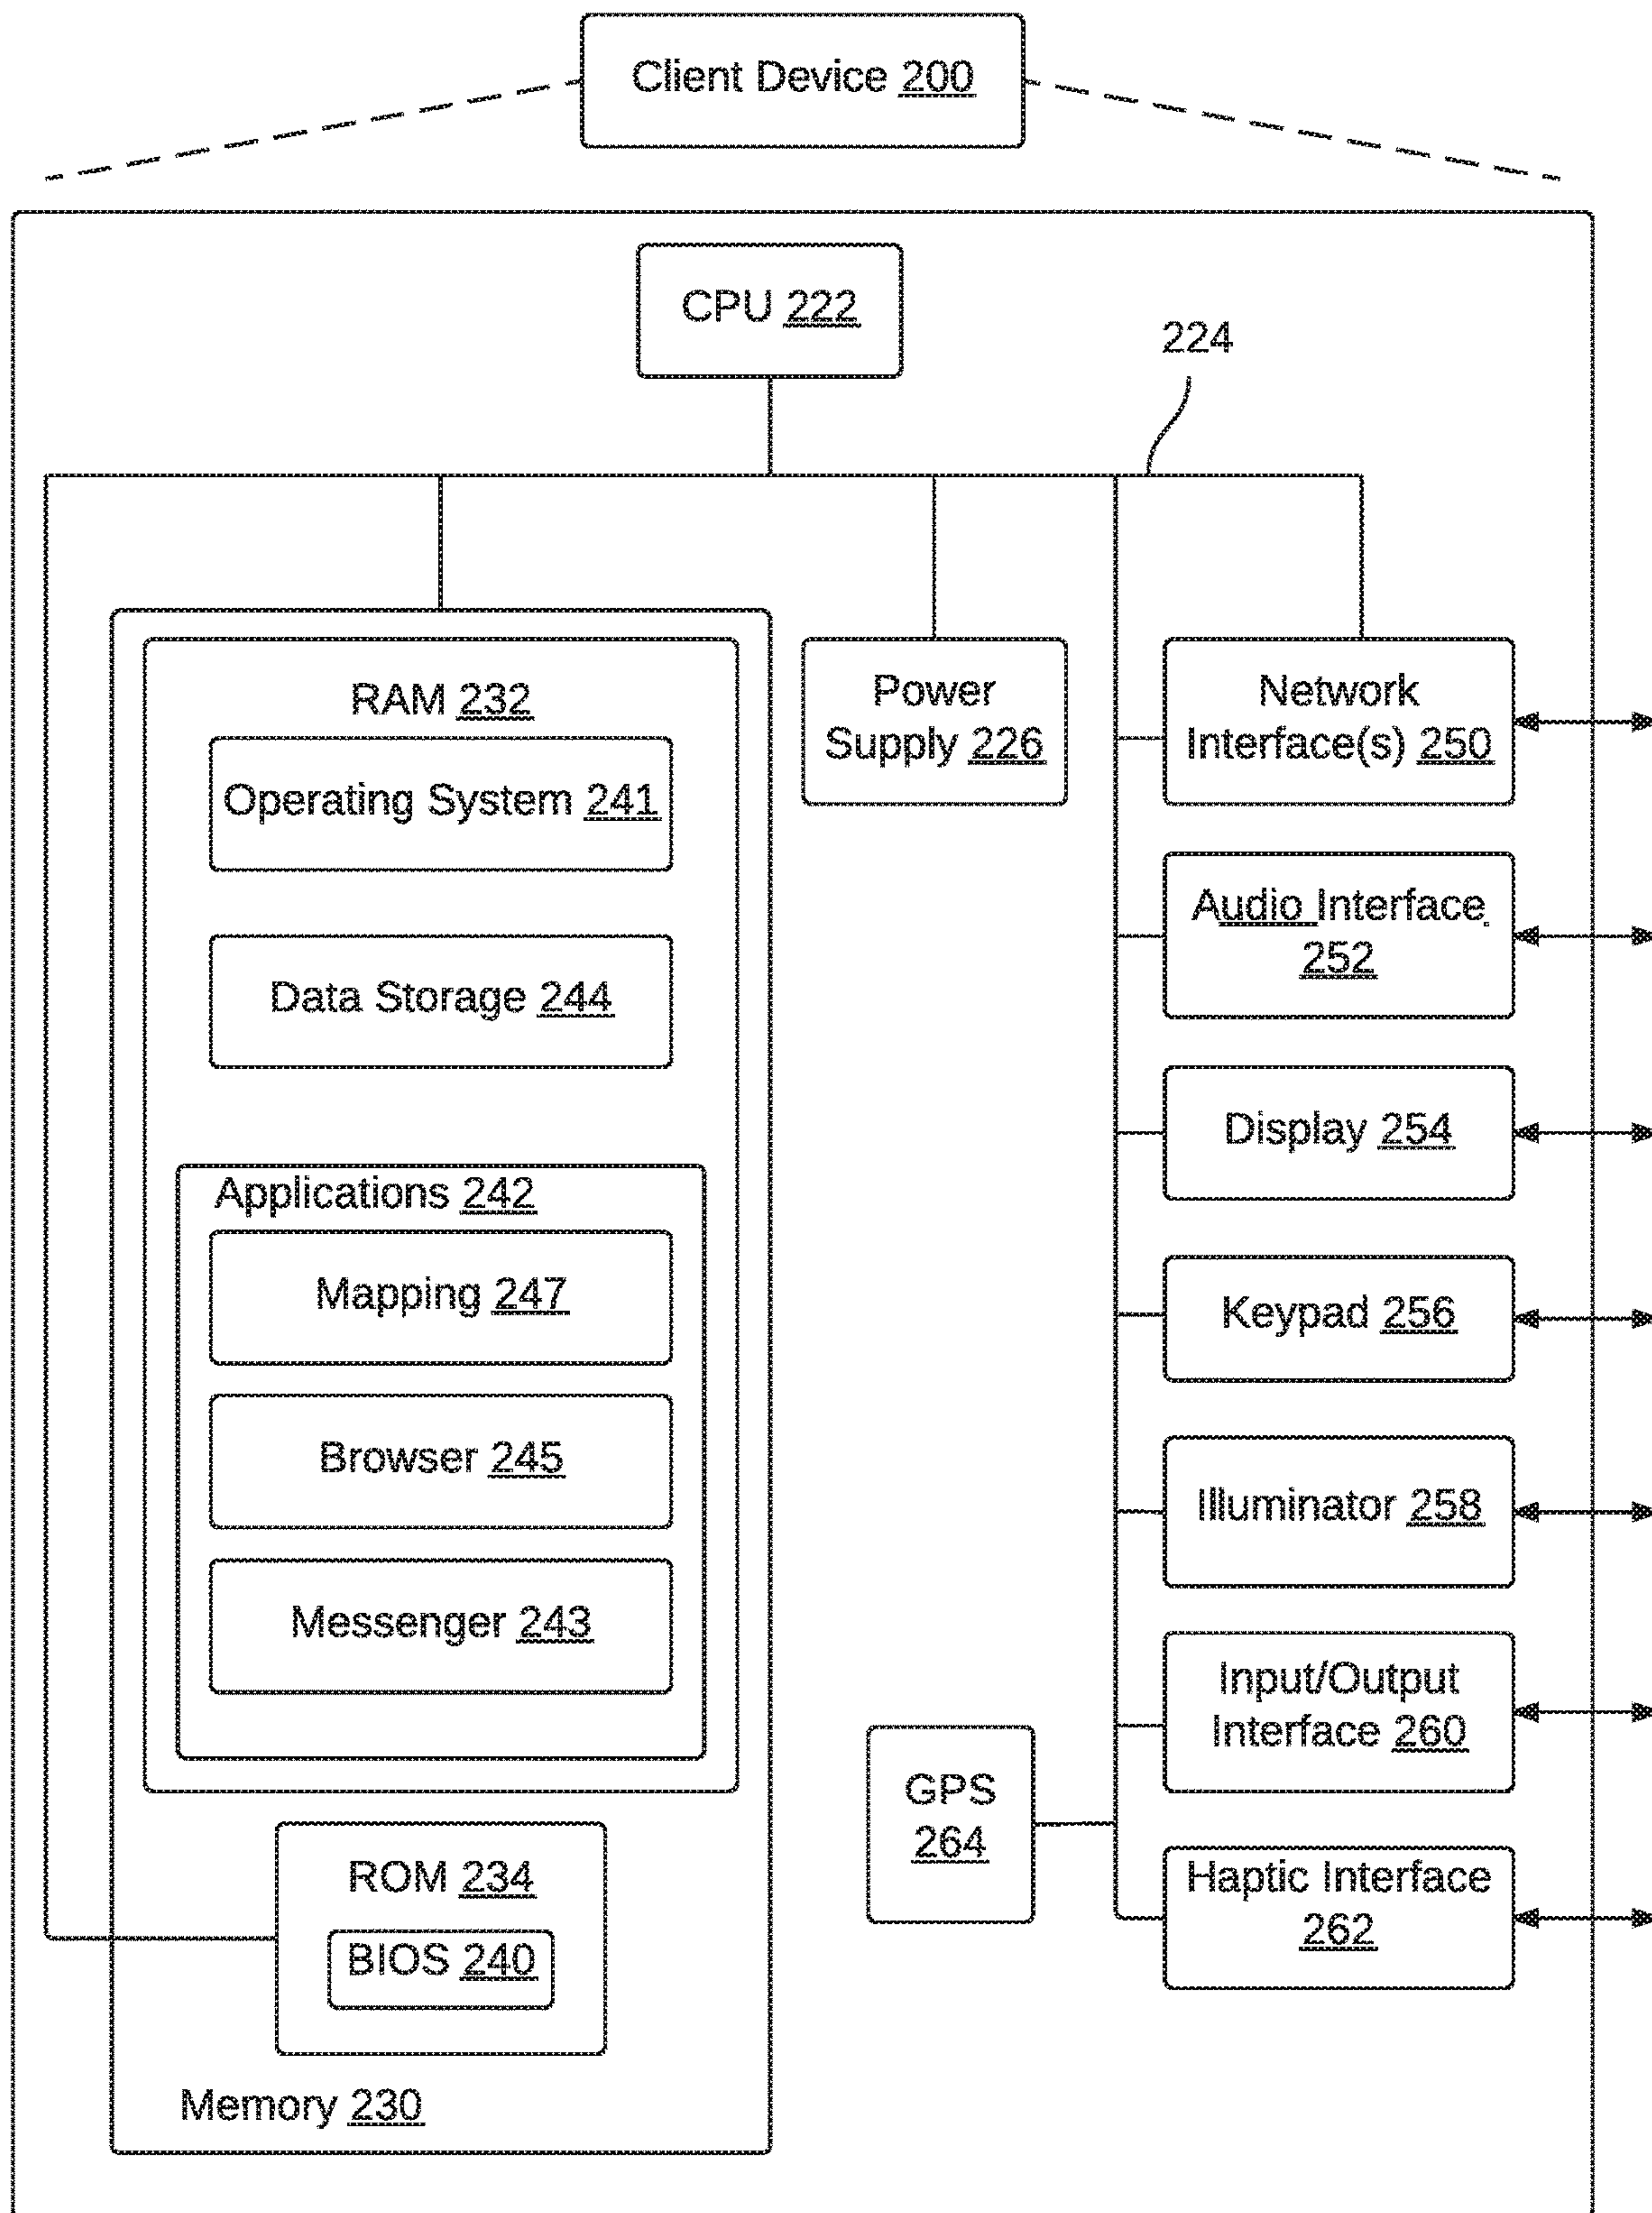 Client Device 200
CPU 222
224
RAM 232
Operating System 241
Data Storage 244
Applications 242
Mapping 247
Browser 245
Messenger 243
ROM 234
BIOS 240
Memory 230
Power
Supply 226
GPS
264
Network
Interface(s) 250
Audio Interface
252
Display 254
Keypad 256
Illuminator 258
Input/Output
Interface 260
Haptic Interface
262